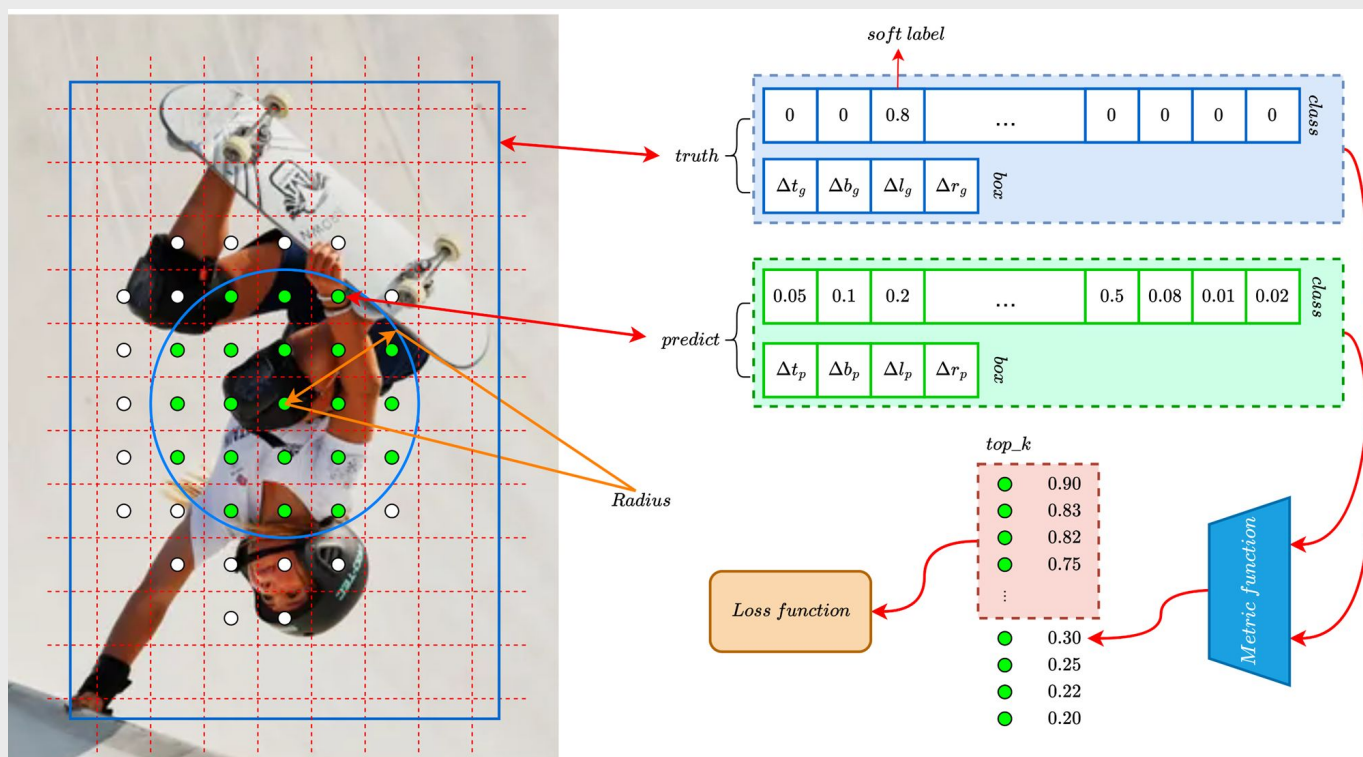 soft label
0 0 0.8 ... 0 0 0 0
class
truth
Δt_g Δb_g Δl_g Δr_g
box
0.05 0.1 0.2 ... 0.5 0.08 0.01 0.02
class
predict
Δt_p Δb_p Δl_p Δr_p
box
top_k
0.90
0.83
0.82
0.75
...
0.30
0.25
0.22
0.20
Radius
Loss function
Metric function